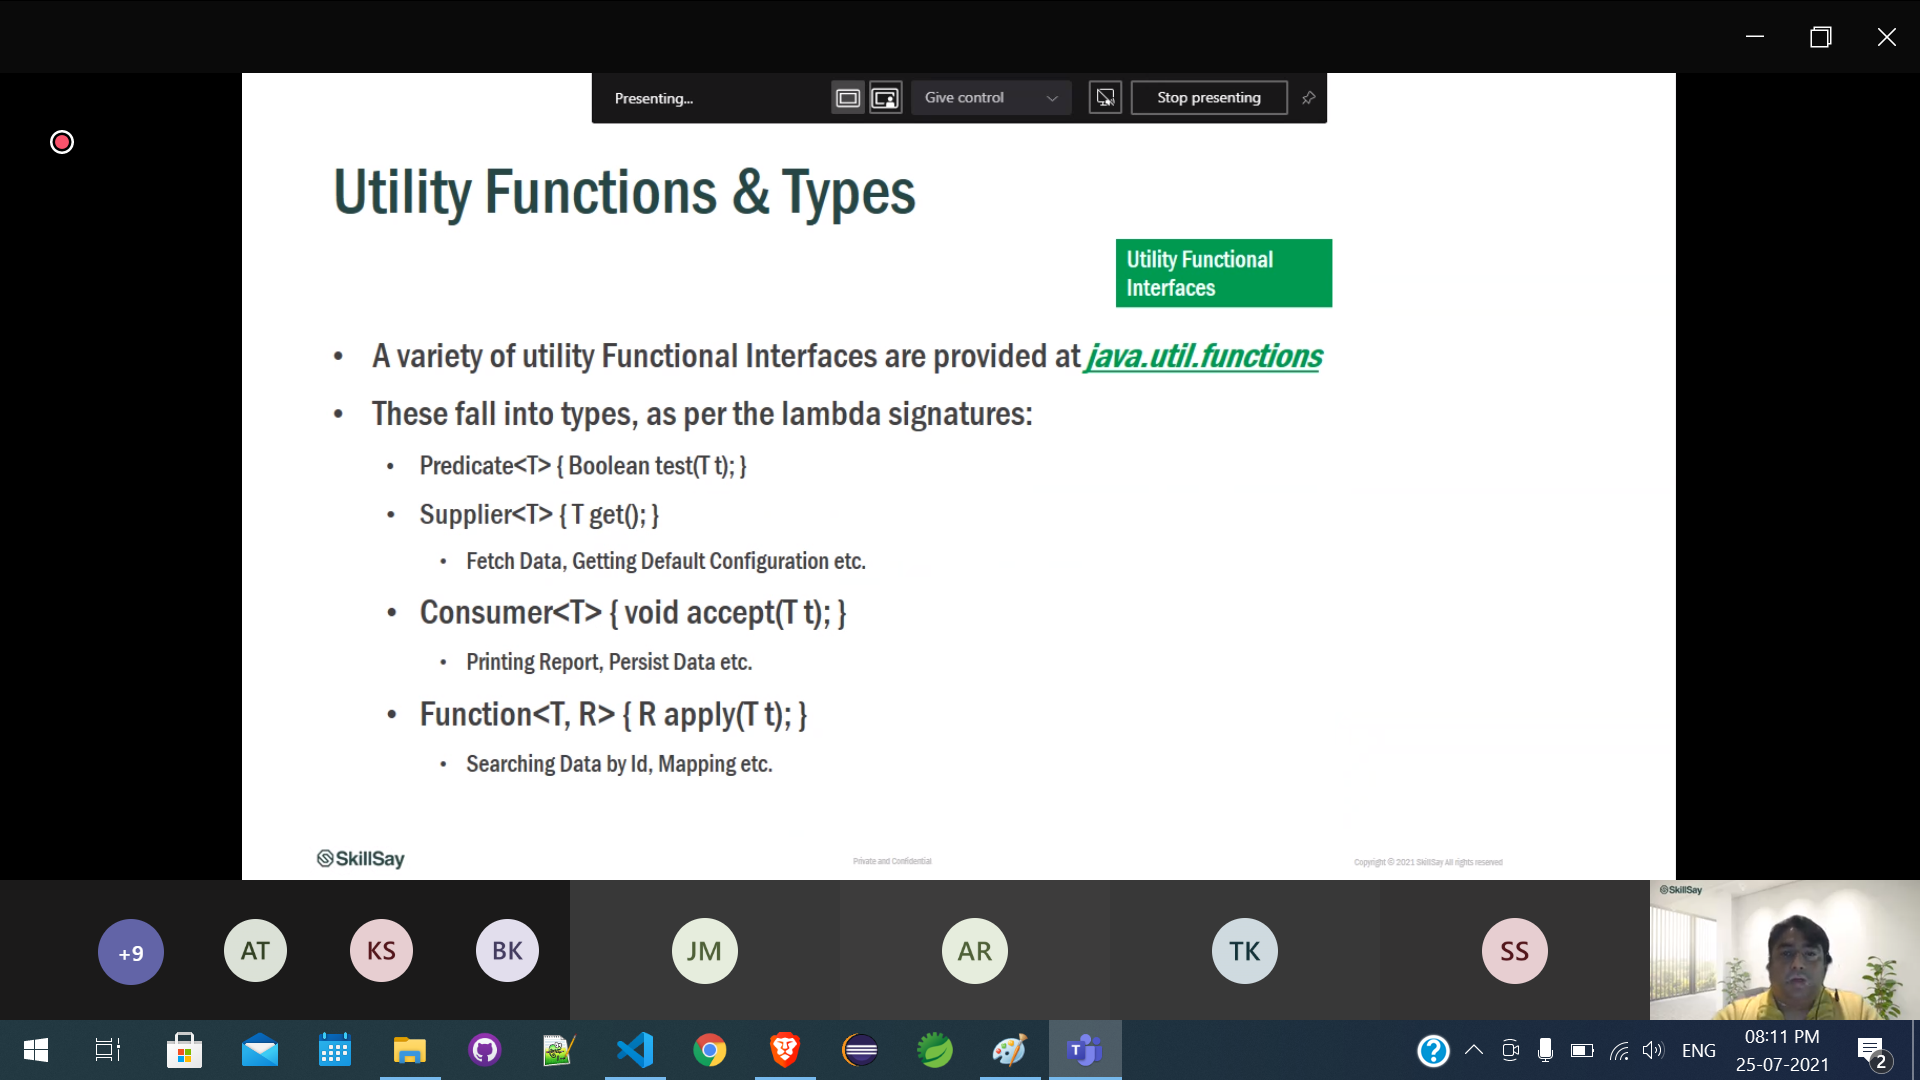 Presenting...
Give control
Stop presenting
Utility Functions & Types
Utility Functional
Interfaces
• A variety of utility Functional Interfaces are provided at java.util.functions
• These fall into types, as per the lambda signatures:
• Predicate<T> { Boolean test(T t); }
• Supplier<T> { T get(); }
• Fetch Data, Getting Default Configuration etc.
• Consumer<T> { void accept(T t); }
• Printing Report, Persist Data etc.
• Function<T, R> { R apply(T t); }
• Searching Data by Id, Mapping etc.
SkillSay
Private and Confidential
Copyright © 2021 SkillSay All rights reserved
+9
AT
KS
BK
JM
AR
TK
SS
SkillSay
ENG
08:11 PM
25-07-2021
2